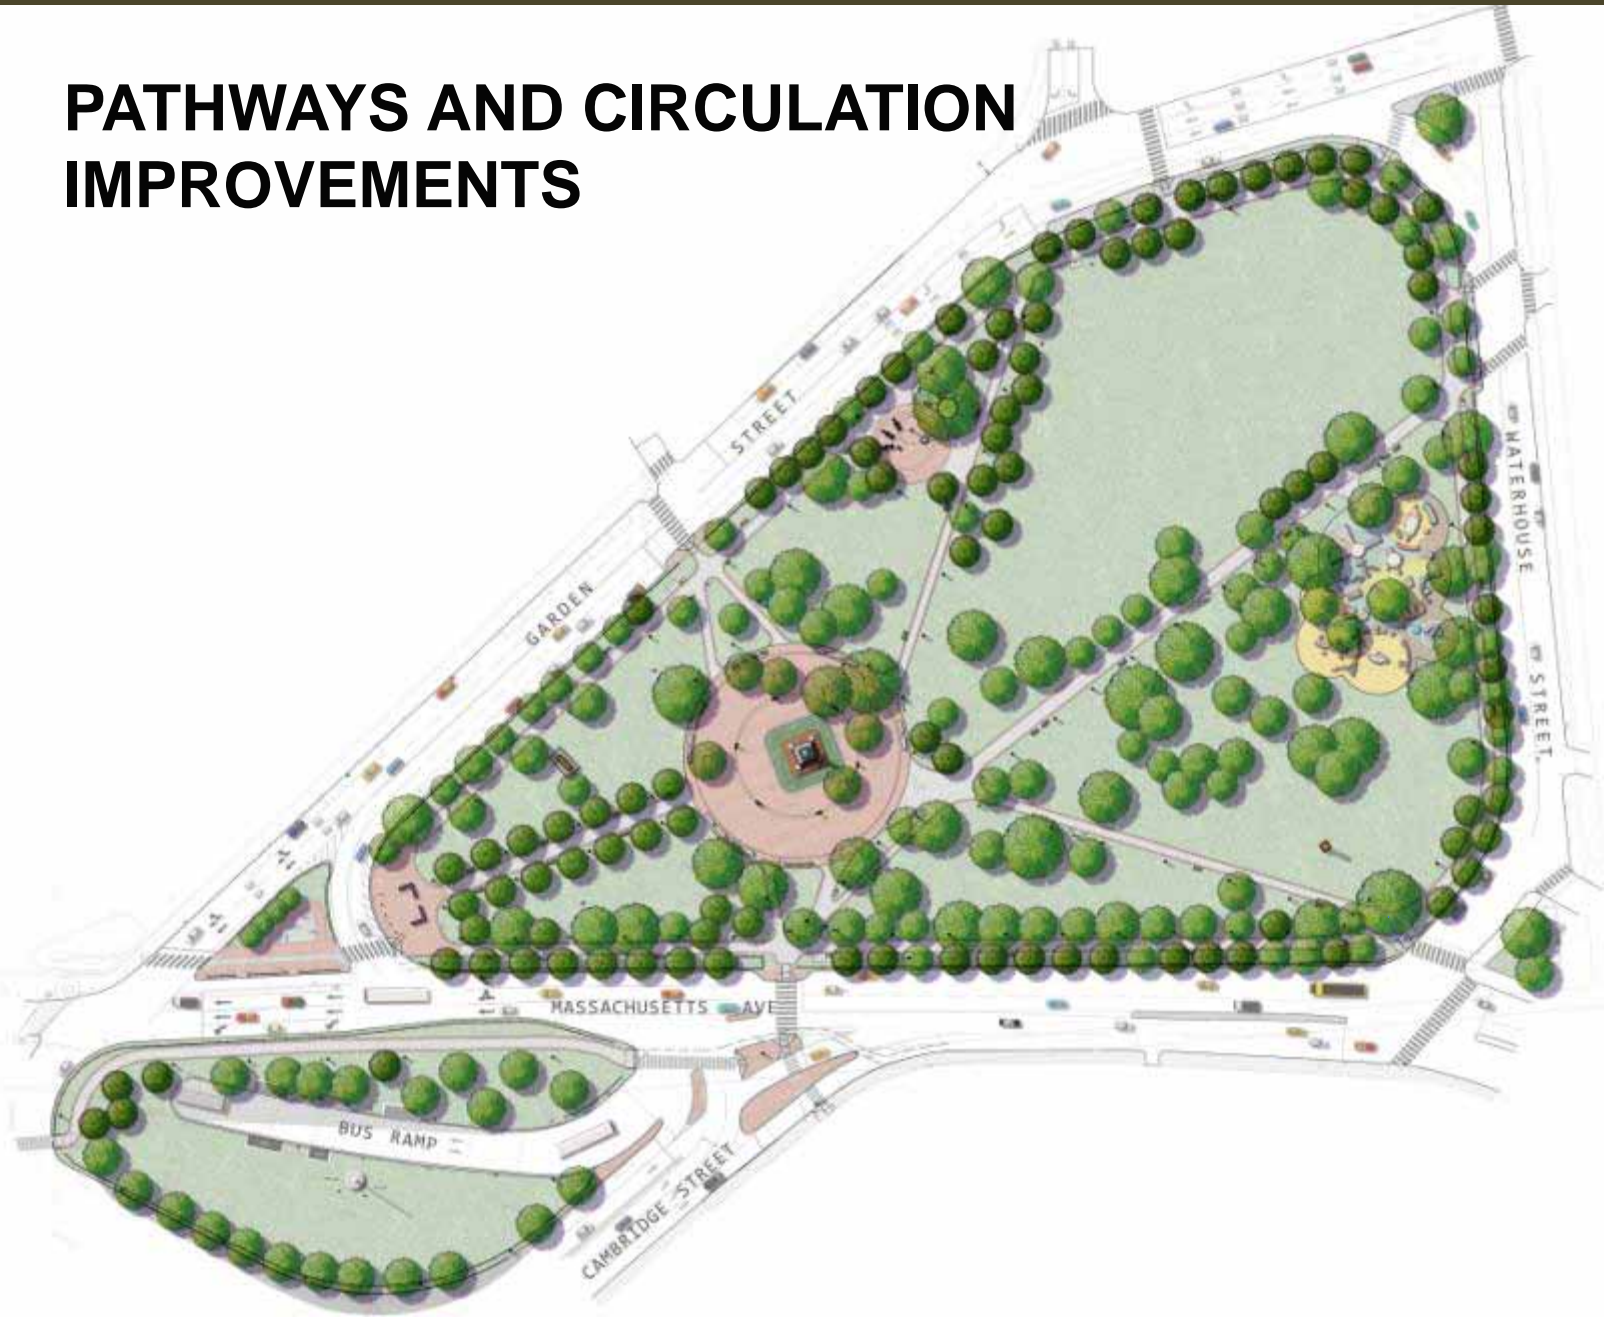 PATHWAYS AND CIRCULATION
IMPROVEMENTS
STREET
GARDEN
WATERHOUSE
STREET
MASSACHUSETTS AVE
BUS RAMP
CAMBRIDGE STREET